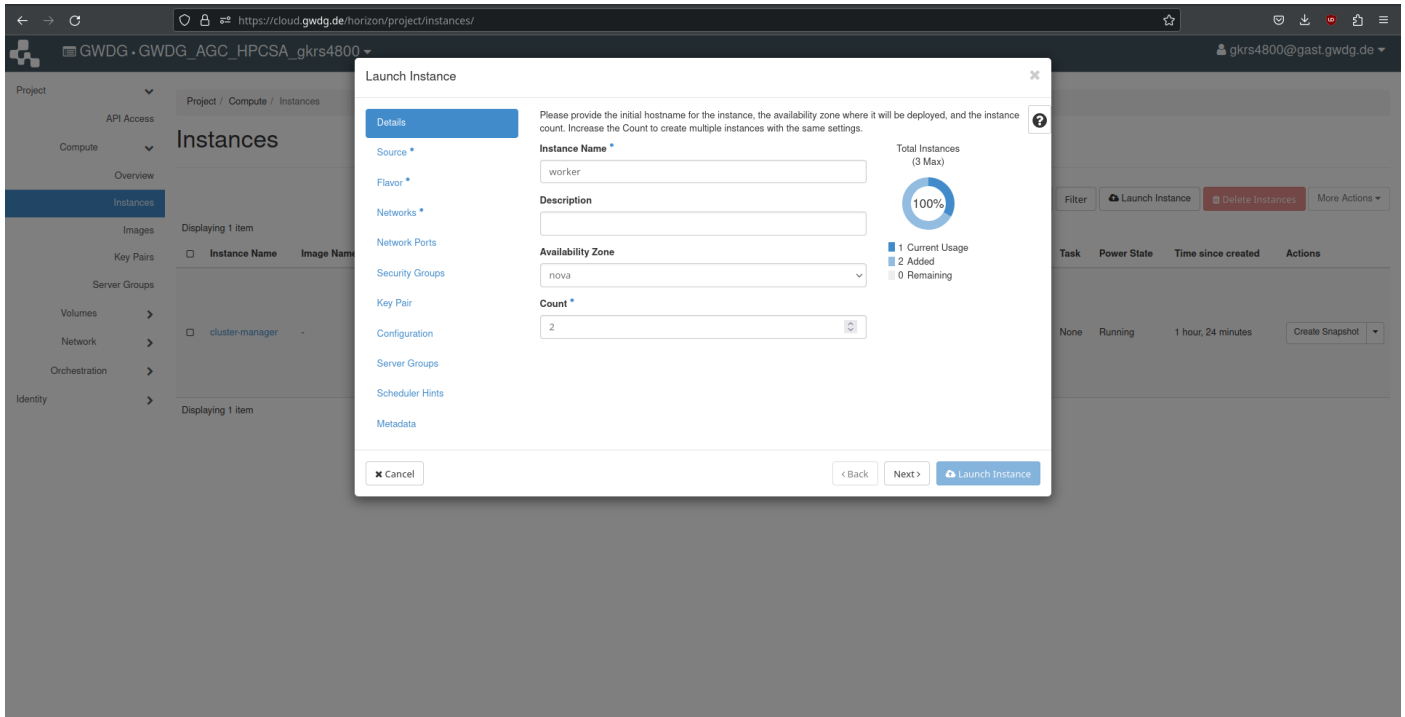 https://cloud.gwdg.de/horizon/project/instances/
GWDG • GWDG_AGC_HPCSA_gkrs4800
gkrs4800@gast.gwdg.de
Project
API Access
Compute
Overview
Instances
Images
Key Pairs
Server Groups
Volumes
Network
Orchestration
Identity
Project / Compute / Instances
Instances
Filter
Launch Instance
Delete Instances
More Actions
Displaying 1 item
Instance Name
Image Name
Task
Power State
Time since created
Actions
cluster-manager
-
None
Running
1 hour, 24 minutes
Create Snapshot
Displaying 1 item
Launch Instance
Details
Source *
Flavor *
Networks *
Network Ports
Security Groups
Key Pair
Configuration
Server Groups
Scheduler Hints
Metadata
Please provide the initial hostname for the instance, the availability zone where it will be deployed, and the instance
count. Increase the Count to create multiple instances with the same settings.
Instance Name *
worker
Description
Availability Zone
nova
Count *
2
Total Instances
(3 Max)
100%
1 Current Usage
2 Added
0 Remaining
Cancel
< Back
Next >
Launch Instance